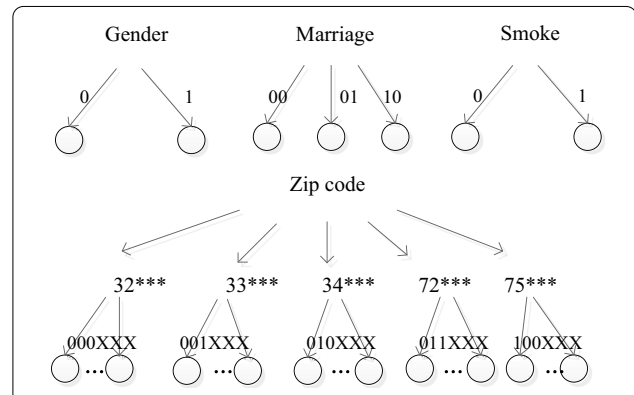 Gender Marriage Smoke
0 1 00 01 10 0 1
Zip code
32*** 33*** 34*** 72*** 75***
000XXX 001XXX 010XXX 011XXX 100XXX
... ... ... ... ...